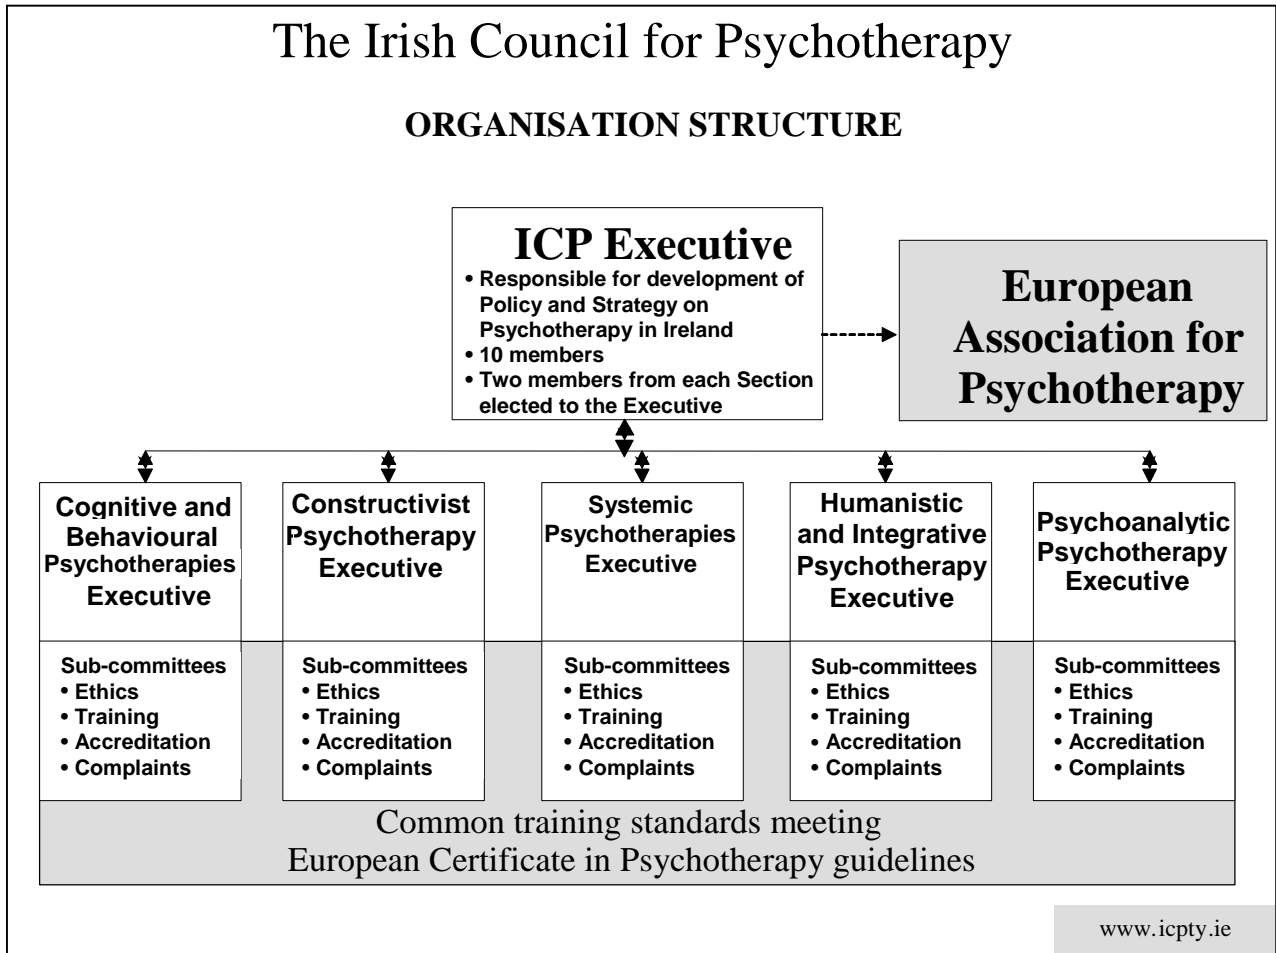 The Irish Council for Psychotherapy
ORGANISATION STRUCTURE
ICP Executive
• Responsible for development of
Policy and Strategy on
Psychotherapy in Ireland
• 10 members
• Two members from each Section
elected to the Executive
European
Association for
Psychotherapy
Cognitive and
Behavioural
Psychotherapies
Executive
Constructivist
Psychotherapy
Executive
Systemic
Psychotherapies
Executive
Humanistic
and Integrative
Psychotherapy
Executive
Psychoanalytic
Psychotherapy
Executive
Sub-committees
• Ethics
• Training
• Accreditation
• Complaints
Sub-committees
• Ethics
• Training
• Accreditation
• Complaints
Sub-committees
• Ethics
• Training
• Accreditation
• Complaints
Sub-committees
• Ethics
• Training
• Accreditation
• Complaints
Sub-committees
• Ethics
• Training
• Accreditation
• Complaints
Common training standards meeting
European Certificate in Psychotherapy guidelines
www.icpty.ie